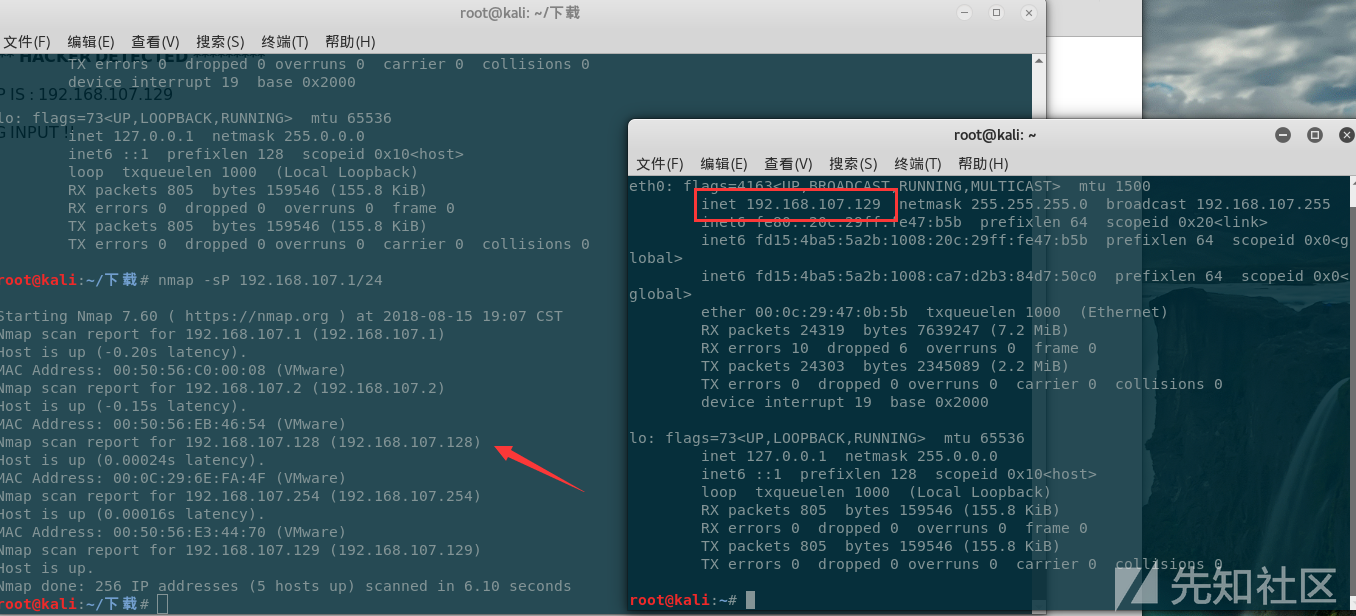 root@kali: ~/下载
文件(F) 编辑(E) 查看(V) 搜索(S) 终端(T) 帮助(H)
HACKER DETECTED
TX errors 0 dropped 0 overruns 0 carrier 0 collisions 0
device interrupt 19 base 0x2000
P IS : 192.168.107.129
lo: flags=73<UP,LOOPBACK,RUNNING> mtu 65536
G INPUT !!
inet 127.0.0.1 netmask 255.0.0.0
inet6 ::1 prefixlen 128 scopeid 0x10<host>
loop txqueuelen 1000 (Local Loopback)
RX packets 805 bytes 159546 (155.8 KiB)
RX errors 0 dropped 0 overruns 0 frame 0
TX packets 805 bytes 159546 (155.8 KiB)
TX errors 0 dropped 0 overruns 0 carrier 0 collisions 0
root@kali:~/下载# nmap -sP 192.168.107.1/24
Starting Nmap 7.60 ( https://nmap.org ) at 2018-08-15 19:07 CST
Nmap scan report for 192.168.107.1 (192.168.107.1)
Host is up (-0.20s latency).
MAC Address: 00:50:56:C0:00:08 (VMware)
Nmap scan report for 192.168.107.2 (192.168.107.2)
Host is up (-0.15s latency).
MAC Address: 00:50:56:EB:46:54 (VMware)
Nmap scan report for 192.168.107.128 (192.168.107.128)
Host is up (0.00024s latency).
MAC Address: 00:0C:29:6E:FA:4F (VMware)
Nmap scan report for 192.168.107.254 (192.168.107.254)
Host is up (0.00016s latency).
MAC Address: 00:50:56:E3:44:70 (VMware)
Nmap scan report for 192.168.107.129 (192.168.107.129)
Host is up.
Nmap done: 256 IP addresses (5 hosts up) scanned in 6.10 seconds
root@kali:~/下载#
root@kali: ~
文件(F) 编辑(E) 查看(V) 搜索(S) 终端(T) 帮助(H)
eth0: flags=4163<UP,BROADCAST,RUNNING,MULTICAST> mtu 1500
inet 192.168.107.129 netmask 255.255.255.0 broadcast 192.168.107.255
inet6 fe80::20c:29ff:fe47:b5b prefixlen 64 scopeid 0x20<link>
inet6 fd15:4ba5:5a2b:1008:20c:29ff:fe47:b5b prefixlen 64 scopeid 0x0<g
lobal>
inet6 fd15:4ba5:5a2b:1008:ca7:d2b3:84d7:50c0 prefixlen 64 scopeid 0x0<
global>
ether 00:0c:29:47:0b:5b txqueuelen 1000 (Ethernet)
RX packets 24319 bytes 7639247 (7.2 MiB)
RX errors 10 dropped 6 overruns 0 frame 0
TX packets 24303 bytes 2345089 (2.2 MiB)
TX errors 0 dropped 0 overruns 0 carrier 0 collisions 0
device interrupt 19 base 0x2000
lo: flags=73<UP,LOOPBACK,RUNNING> mtu 65536
inet 127.0.0.1 netmask 255.0.0.0
inet6 ::1 prefixlen 128 scopeid 0x10<host>
loop txqueuelen 1000 (Local Loopback)
RX packets 805 bytes 159546 (155.8 KiB)
RX errors 0 dropped 0 overruns 0 frame 0
TX packets 805 bytes 159546 (155.8 KiB)
TX errors 0 dropped 0 overruns 0 carrier 0 collisions 0
root@kali:~#
先知社区